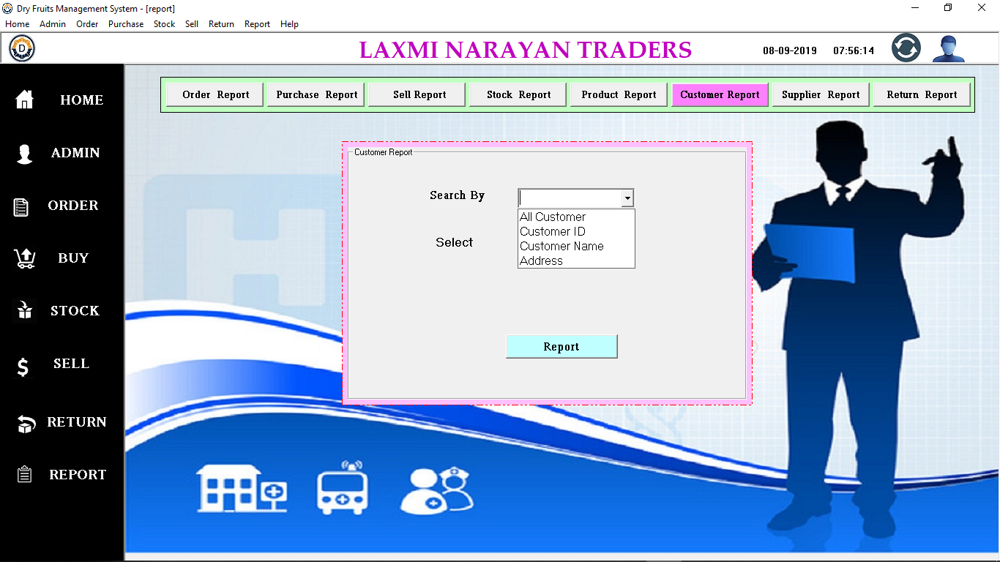 Dry Fruits Management System - [report]
Home Admin Order Purchase Stock Sell Return Report Help
D LAXMI NARAYAN TRADERS 08-09-2019 07:56:14
Order Report Purchase Report Sell Report Stock Report Product Report Customer Report Supplier Report Return Report
HOME
ADMIN
ORDER
BUY
STOCK
$ SELL
RETURN
REPORT
Customer Report
Search By
All Customer
Customer ID
Select
Customer Name
Address
Report
H